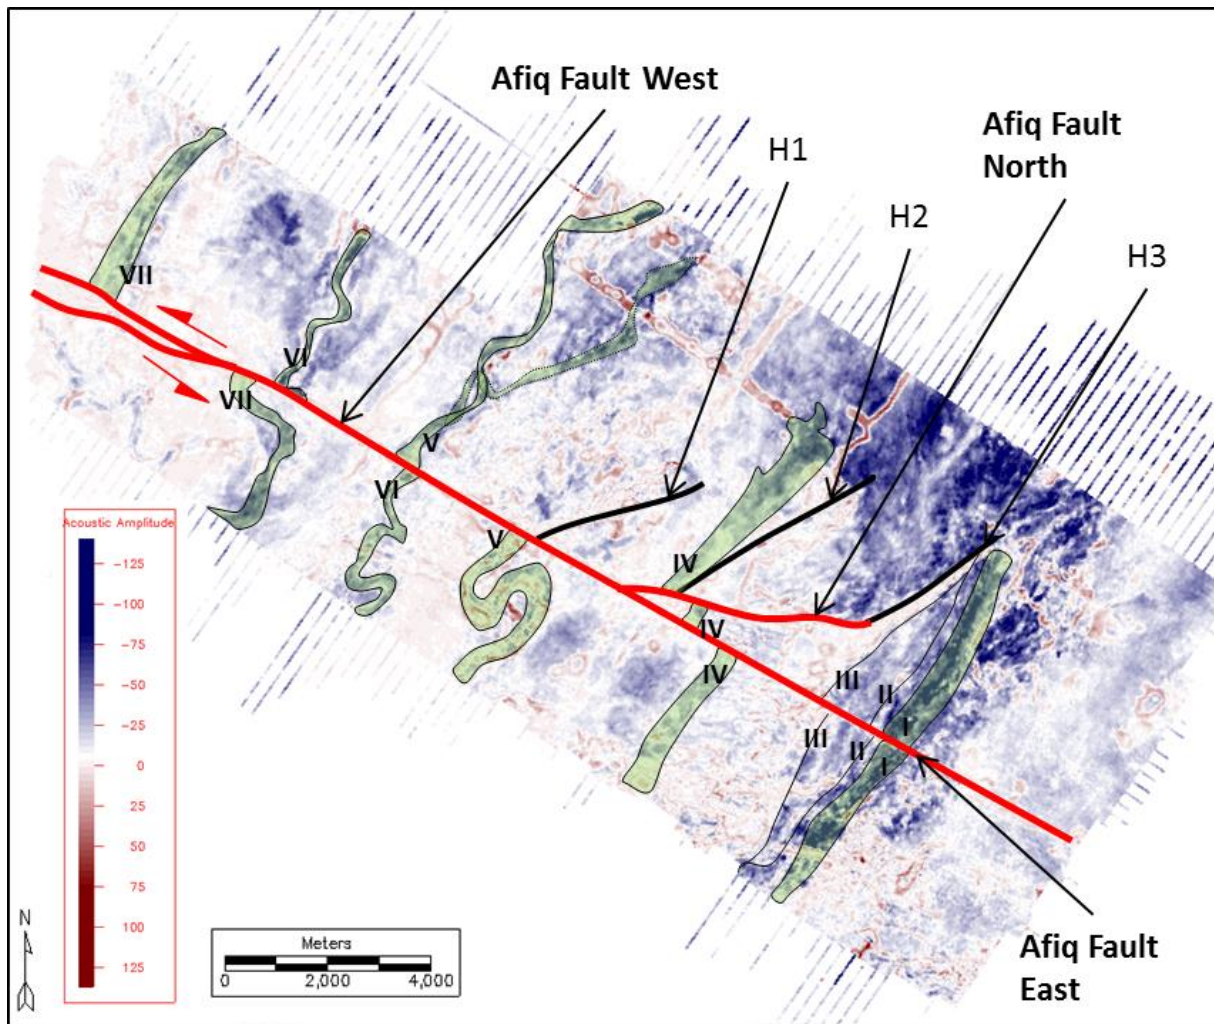 Afiq Fault West
Afiq Fault
North
H1
H2
H3
VII
VI
VII
V
VI
V
IV
IV
IV
III
II
I
III
II
I
Acoustic Amplitude
-125
-100
-75
-50
-25
0
25
50
75
100
125
N
Meters
0 2,000 4,000
Afiq Fault
East